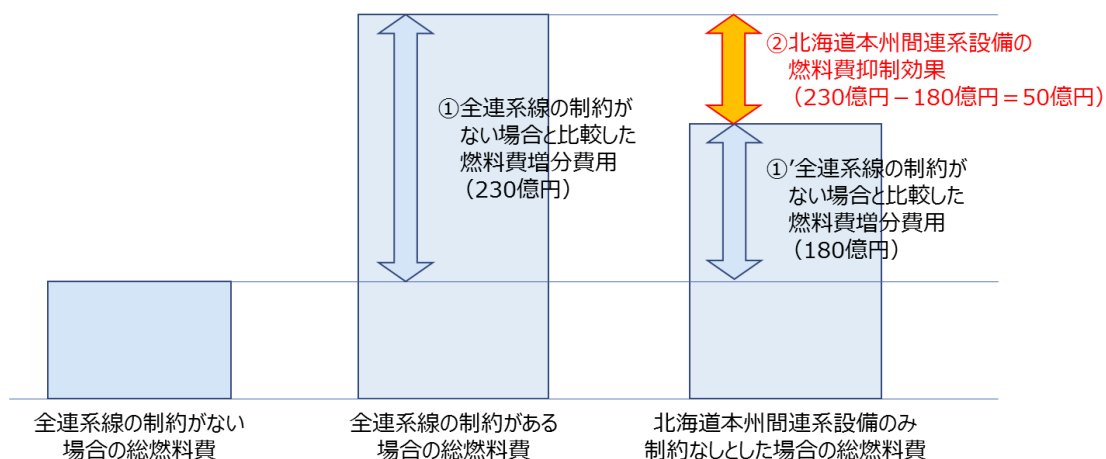 ①全連系線の制約が
ない場合と比較した
燃料費増分費用
（230億円）
②北海道本州間連系設備の
燃料費抑制効果
（230億円－180億円＝50億円）
①’全連系線の制約が
ない場合と比較した
燃料費増分費用
（180億円）
全連系線の制約がない
場合の総燃料費
全連系線の制約がある
場合の総燃料費
北海道本州間連系設備のみ
制約なしとした場合の総燃料費